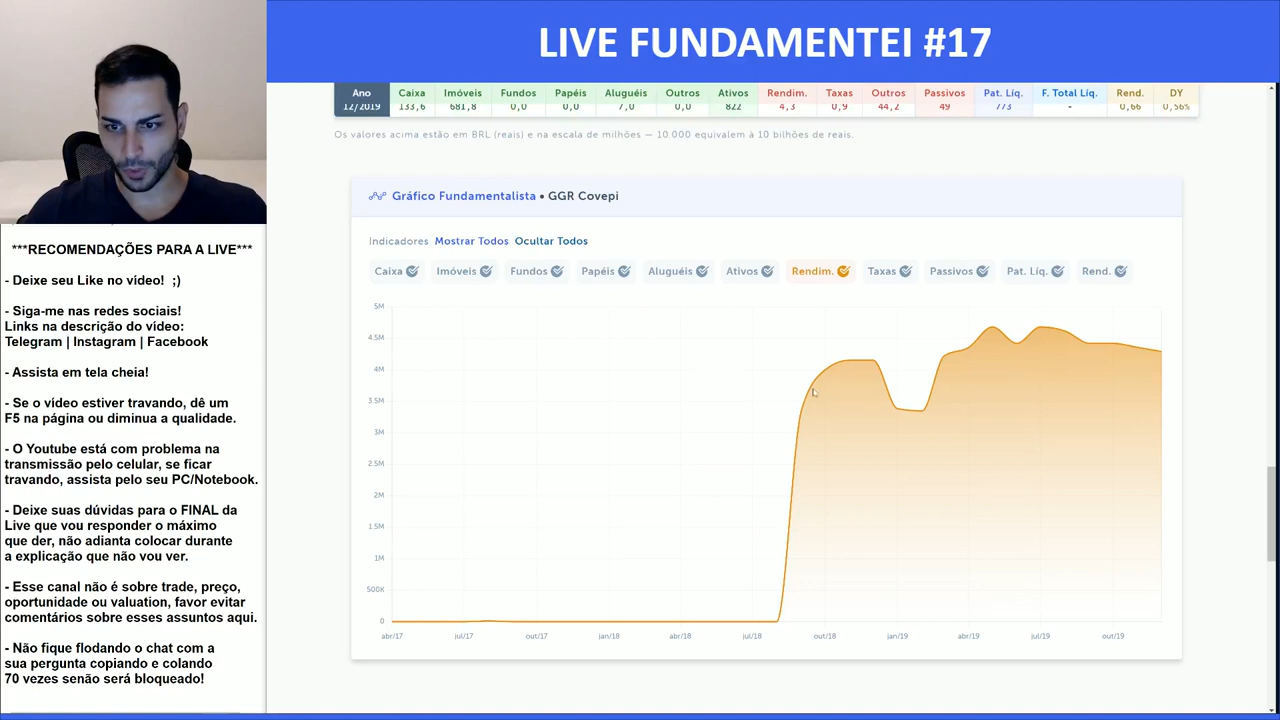 LIVE FUNDAMENTEI #17
Ano Caixa Imóveis Fundos Papéis Aluguéis Outros Ativos Rendim. Taxas Outros Passivos Pat. Líq. F. Total Líq. Rend. DY
12/2019 133,6 681,8 0,0 0,0 7,0 0,0 822 4,3 0,9 44,2 49 773 - 0,66 0,56%
Os valores acima estão em BRL (reais) e na escala de milhões — 10.000 equivalem à 10 bilhões de reais.
Gráfico Fundamentalista • GGR Covepi
Indicadores Mostrar Todos Ocultar Todos
Caixa Imóveis Fundos Papéis Aluguéis Ativos Rendim. Taxas Passivos Pat. Líq. Rend.
5M
4.5M
4M
3.5M
3M
2.5M
2M
1.5M
1M
500K
0
abr/17 jul/17 out/17 jan/18 abr/18 jul/18 out/18 jan/19 abr/19 jul/19 out/19
***RECOMENDAÇÕES PARA A LIVE***
- Deixe seu Like no vídeo! ;)
- Siga-me nas redes sociais!
Links na descrição do vídeo:
Telegram | Instagram | Facebook
- Assista em tela cheia!
- Se o vídeo estiver travando, dê um
F5 na página ou diminua a qualidade.
- O Youtube está com problema na
transmissão pelo celular, se ficar
travando, assista pelo seu PC/Notebook.
- Deixe suas dúvidas para o FINAL da
Live que vou responder o máximo
que der, não adianta colocar durante
a explicação que não vou ver.
- Esse canal não é sobre trade, preço,
oportunidade ou valuation, favor evitar
comentários sobre esses assuntos aqui.
- Não fique flodando o chat com a
sua pergunta copiando e colando
70 vezes senão será bloqueado!